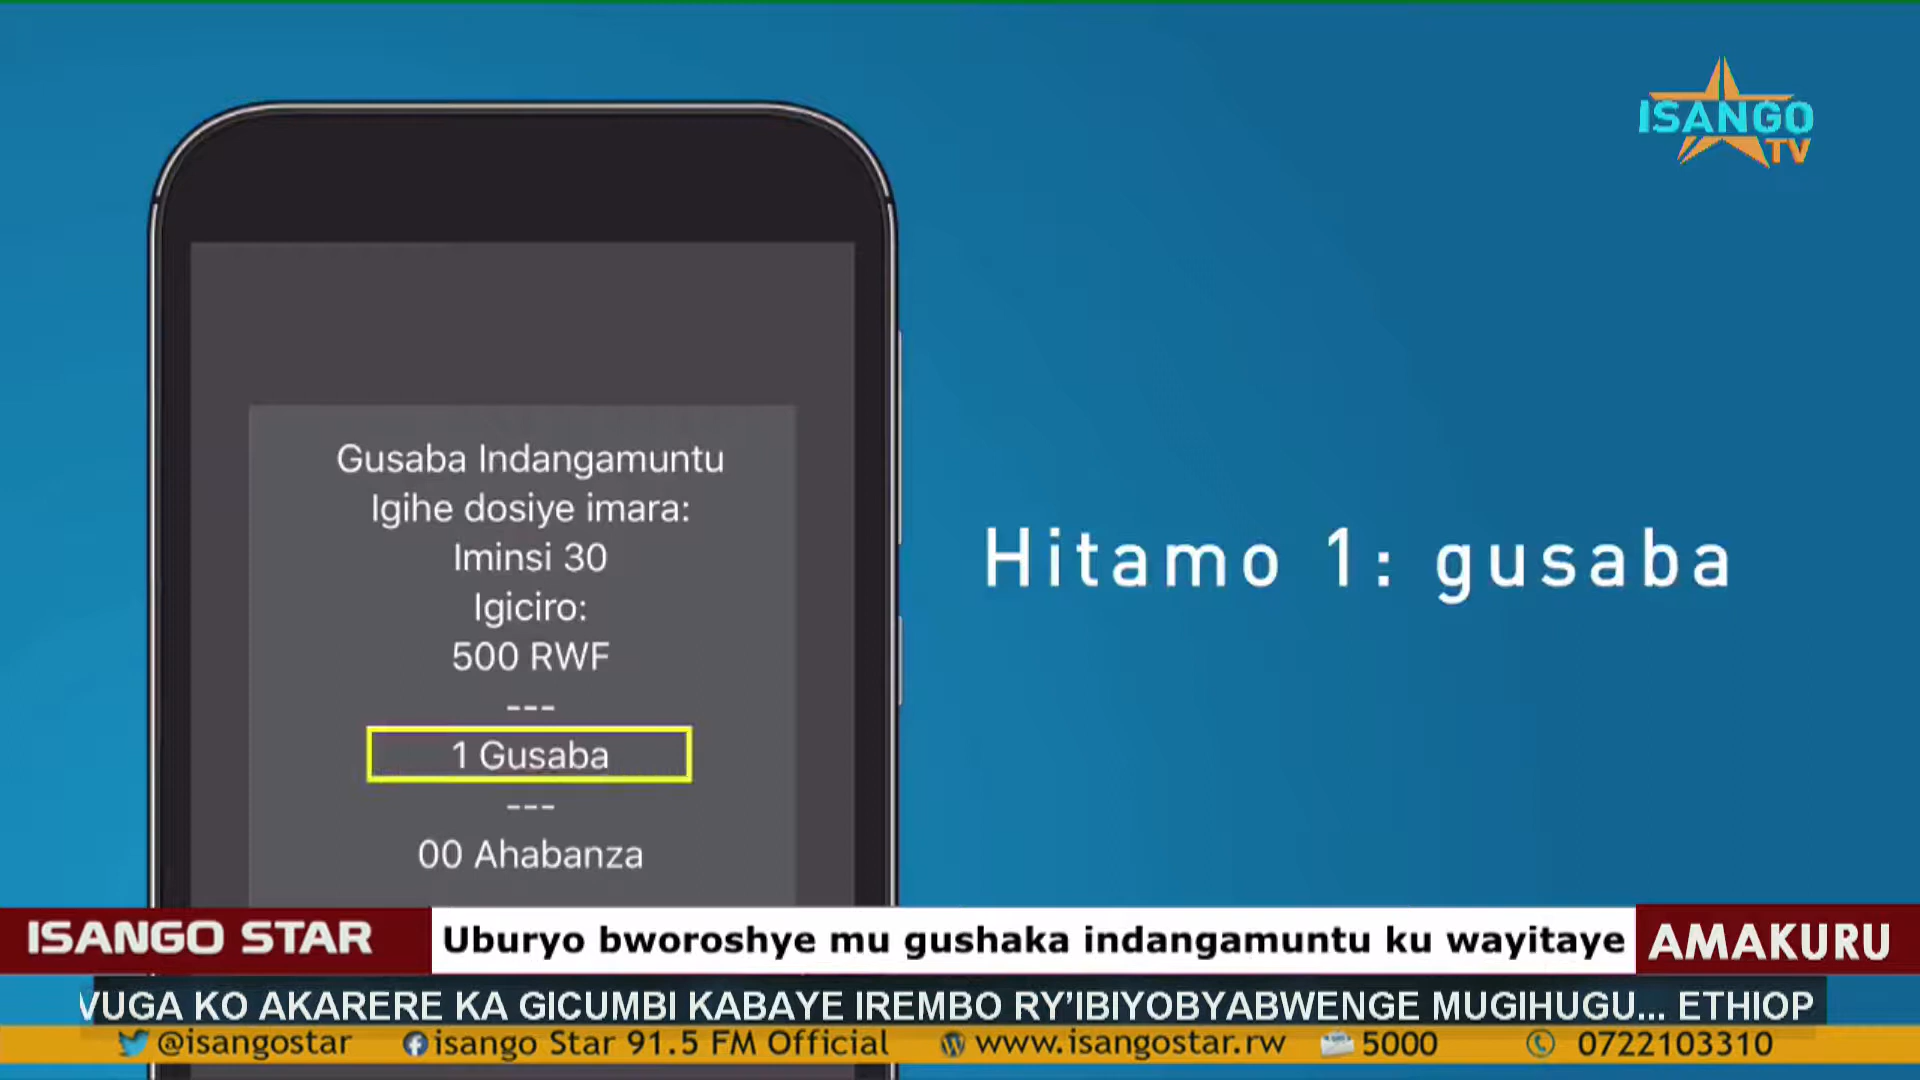 ISANGO
TV
Gusaba Indangamuntu
Igihe dosiye imara:
Iminsi 30
Igiciro:
500 RWF
---
1 Gusaba
---
00 Ahabanza
Hitamo 1: gusaba
ISANGO STAR
Uburyo bworoshye mu gushaka indangamuntu ku wayitaye
AMAKURU
VUGA KO AKARERE KA GICUMBI KABAYE IREMBO RY’IBIYOBYABWENGE MUGIHUGU... ETHIOP
@isangostar isango Star 91.5 FM Official www.isangostar.rw 5000 0722103310